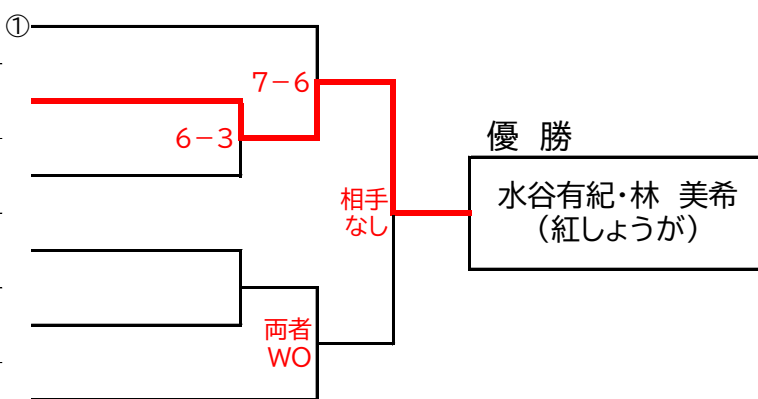 ①
7-6
6-3
優 勝
水谷有紀・林 美希
(紅しょうが)
相手
なし
両者
WO